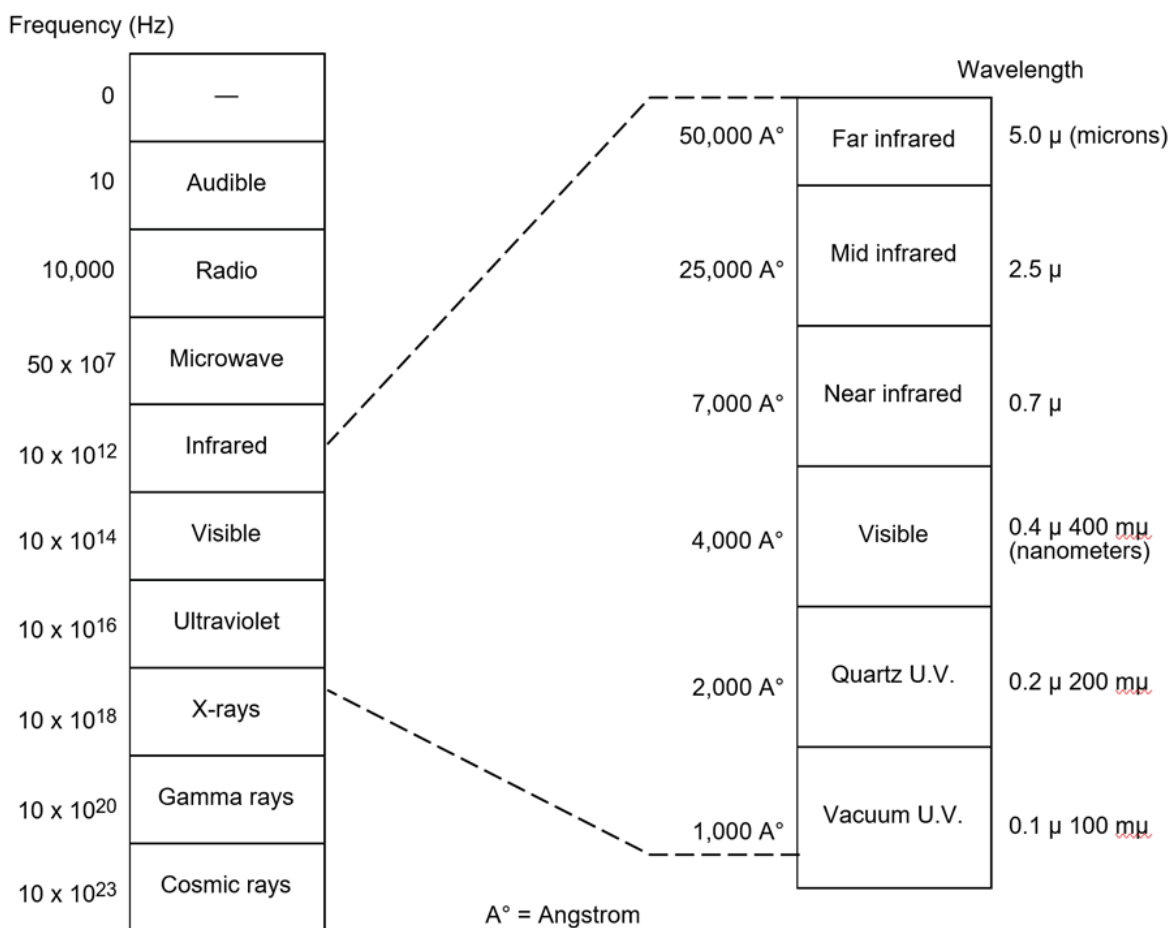 Frequency (Hz)
0
—
10
Audible
10,000
Radio
50 x 10⁷
Microwave
10 x 10¹²
Infrared
10 x 10¹⁴
Visible
10 x 10¹⁶
Ultraviolet
10 x 10¹⁸
X-rays
10 x 10²⁰
Gamma rays
10 x 10²³
Cosmic rays
Wavelength
50,000 A°
Far infrared
5.0 µ (microns)
25,000 A°
Mid infrared
2.5 µ
7,000 A°
Near infrared
0.7 µ
4,000 A°
Visible
0.4 µ 400 mµ
(nanometers)
2,000 A°
Quartz U.V.
0.2 µ 200 mµ
1,000 A°
Vacuum U.V.
0.1 µ 100 mµ
A° = Angstrom